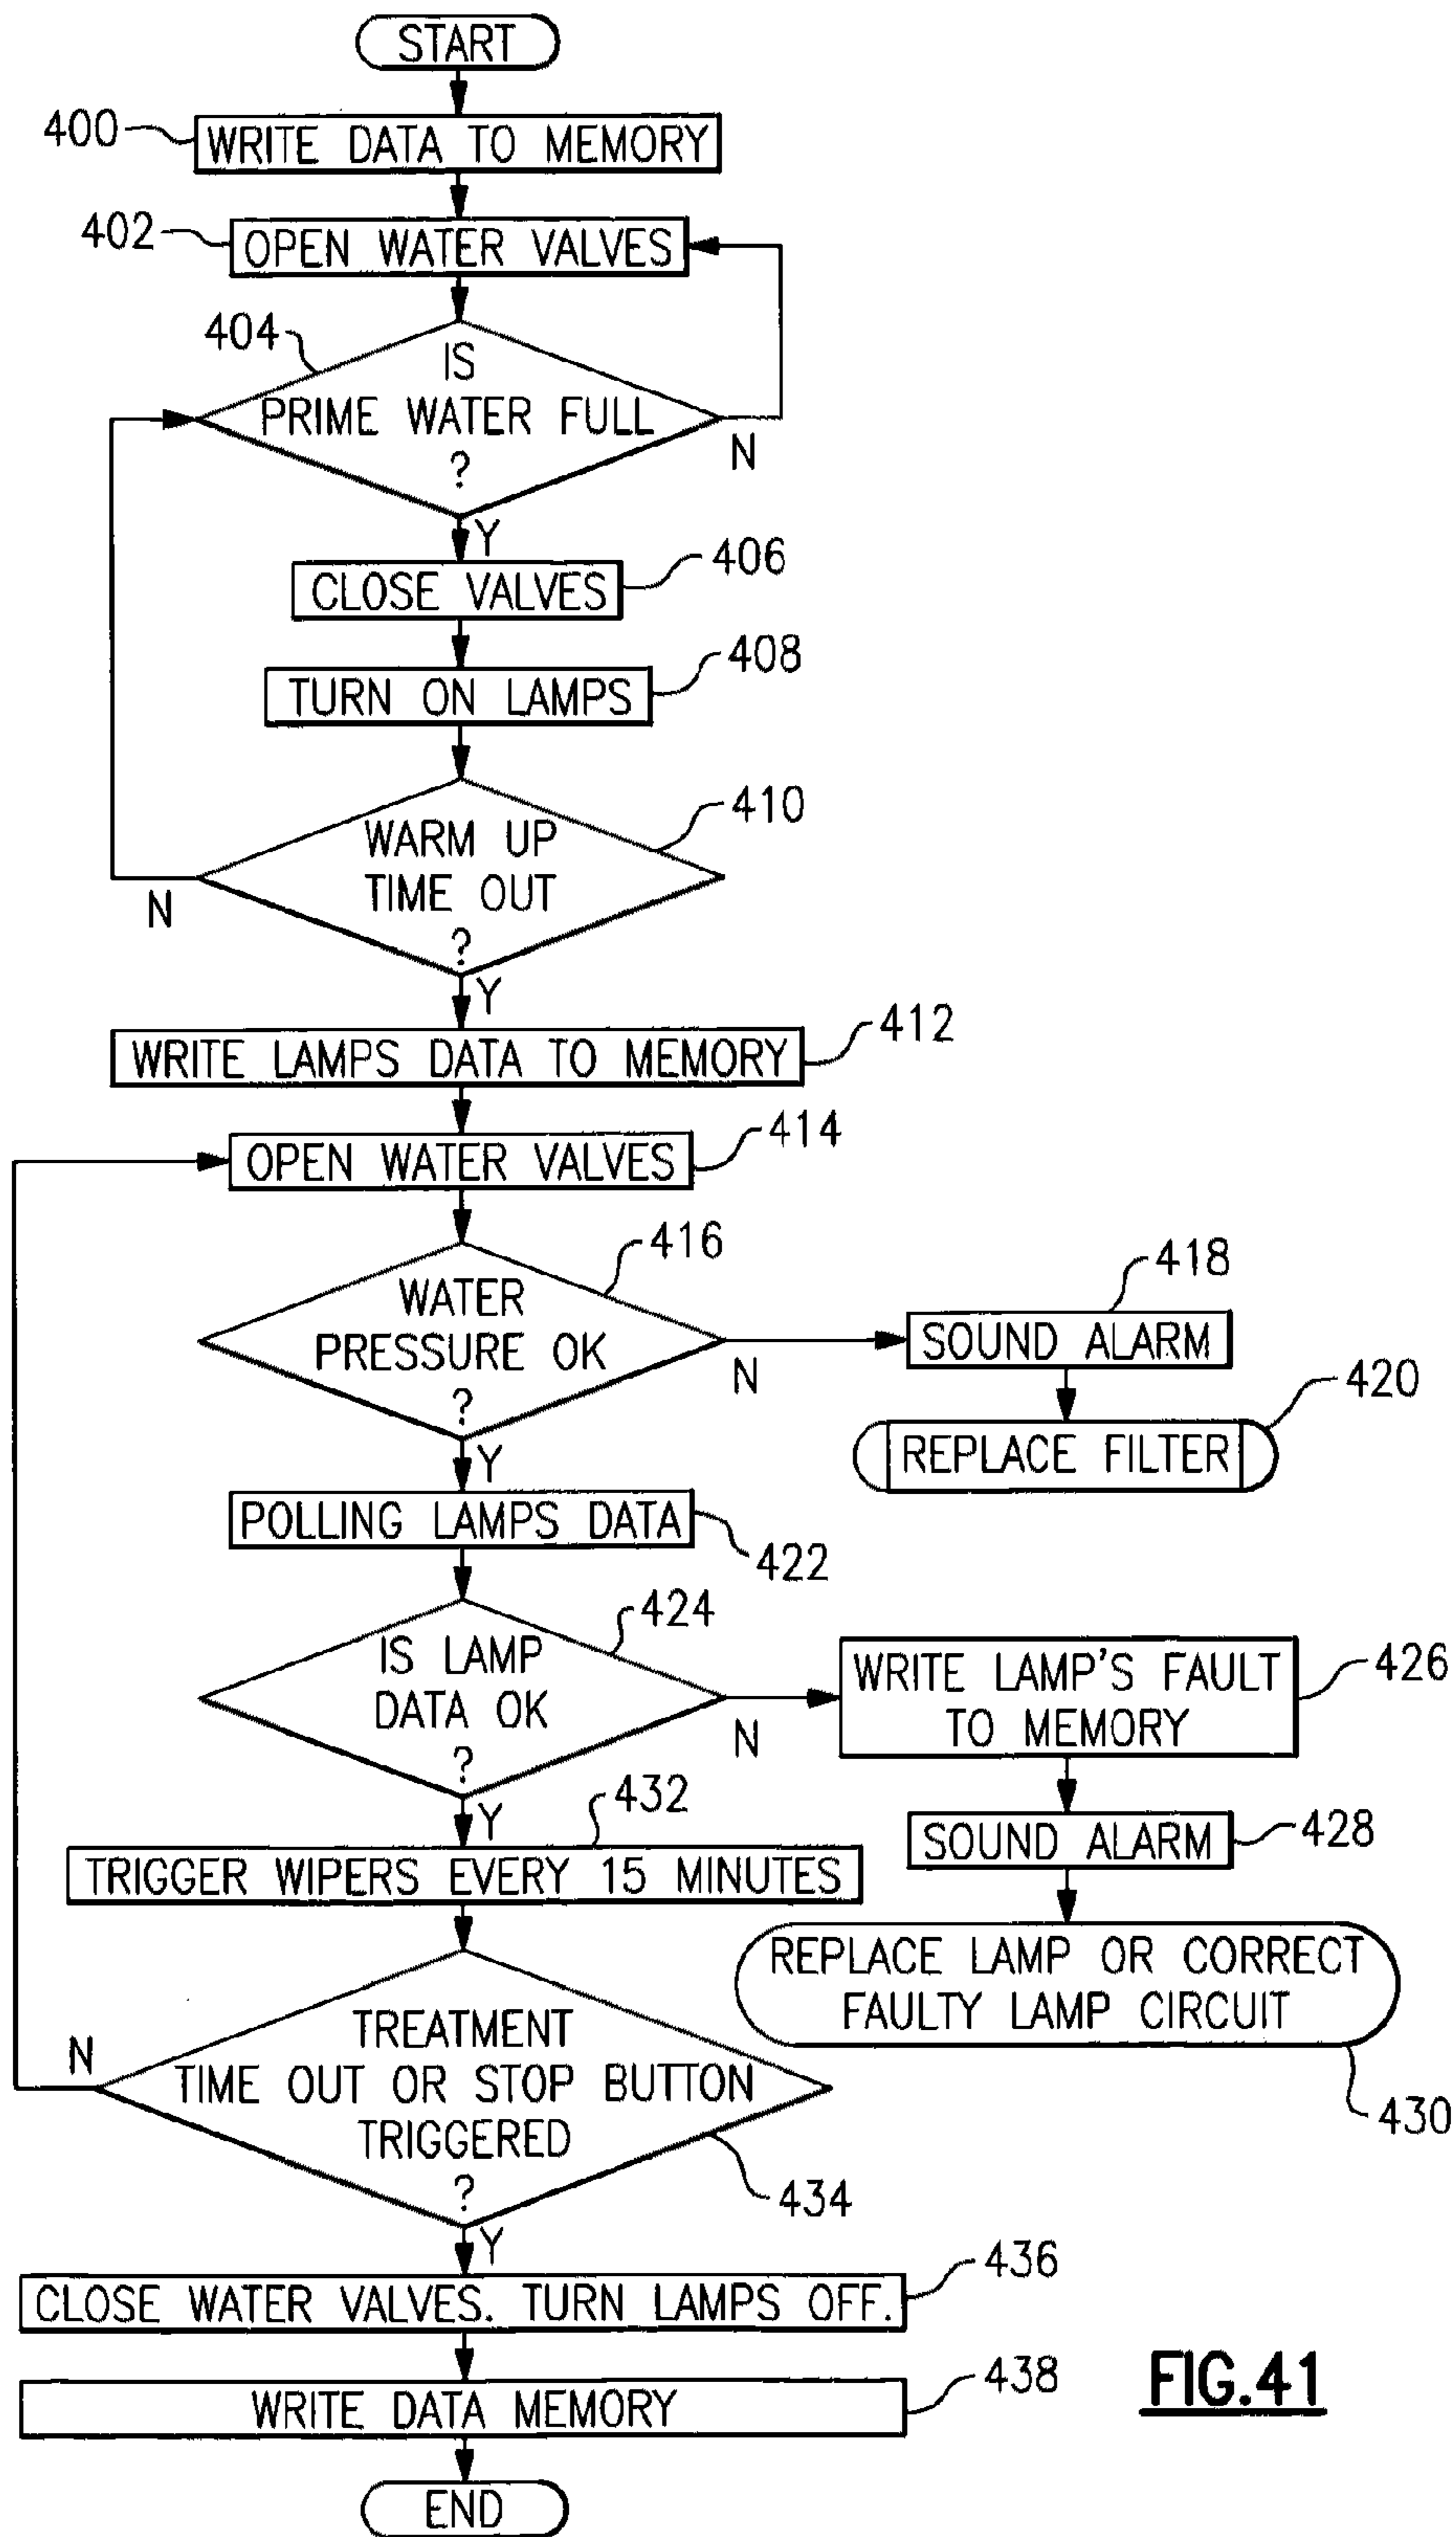 START
400
WRITE DATA TO MEMORY
402
OPEN WATER VALVES
404
IS
PRIME WATER FULL
?
N
Y
406
CLOSE VALVES
408
TURN ON LAMPS
410
WARM UP
TIME OUT
?
N
Y
412
WRITE LAMPS DATA TO MEMORY
414
OPEN WATER VALVES
416
WATER
PRESSURE OK
?
N
Y
418
SOUND ALARM
420
REPLACE FILTER
POLLING LAMPS DATA
422
424
IS LAMP
DATA OK
?
N
Y
WRITE LAMP'S FAULT
TO MEMORY
426
SOUND ALARM
428
REPLACE LAMP OR CORRECT
FAULTY LAMP CIRCUIT
430
432
TRIGGER WIPERS EVERY 15 MINUTES
TREATMENT
TIME OUT OR STOP BUTTON
TRIGGERED
?
N
434
Y
436
CLOSE WATER VALVES. TURN LAMPS OFF.
438
WRITE DATA MEMORY
END
FIG.41